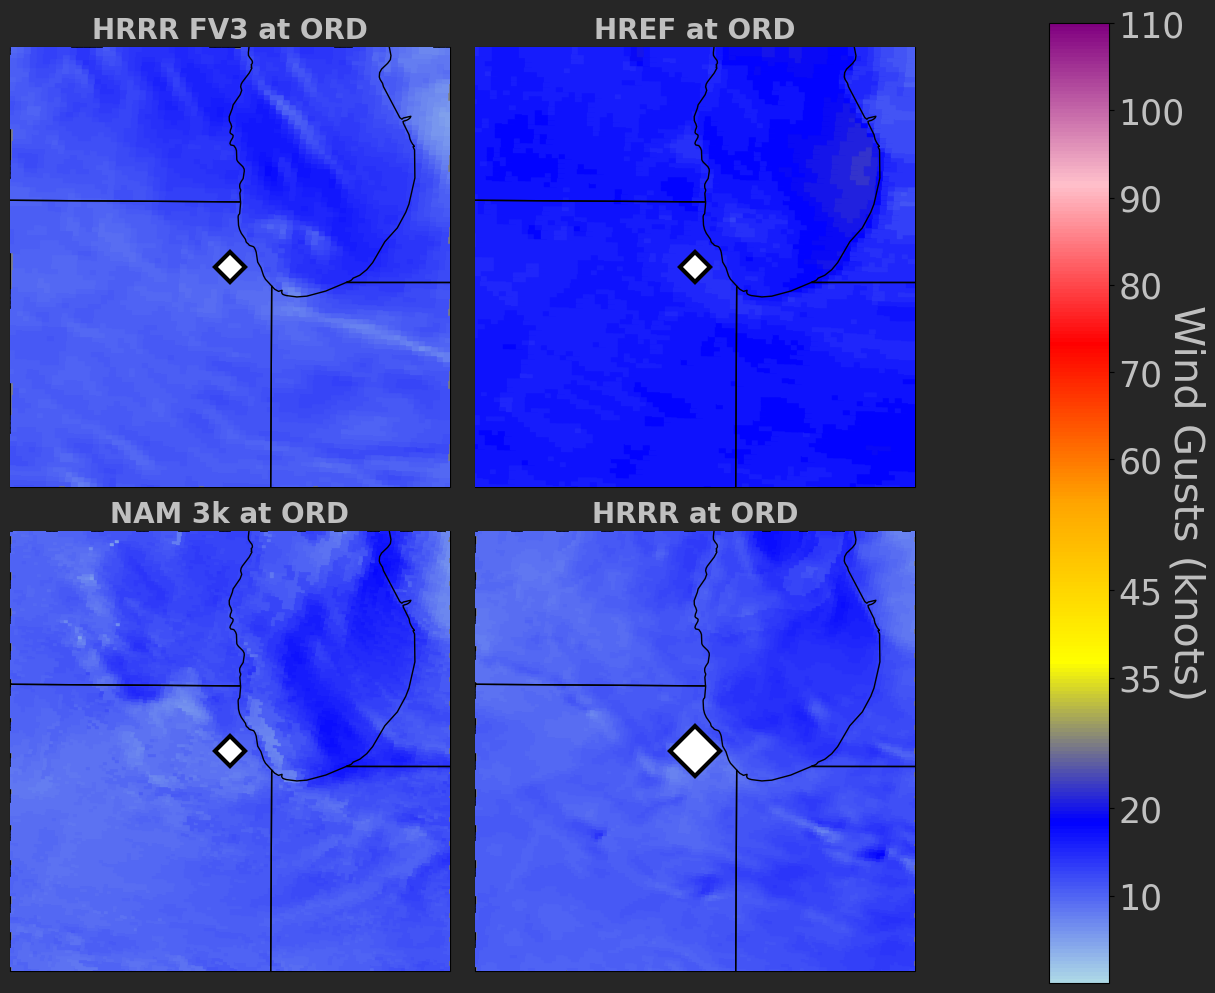 HRRR FV3 at ORD
HREF at ORD
NAM 3k at ORD
HRRR at ORD
110
100
90
80
70
60
45
35
20
10
Wind Gusts (knots)